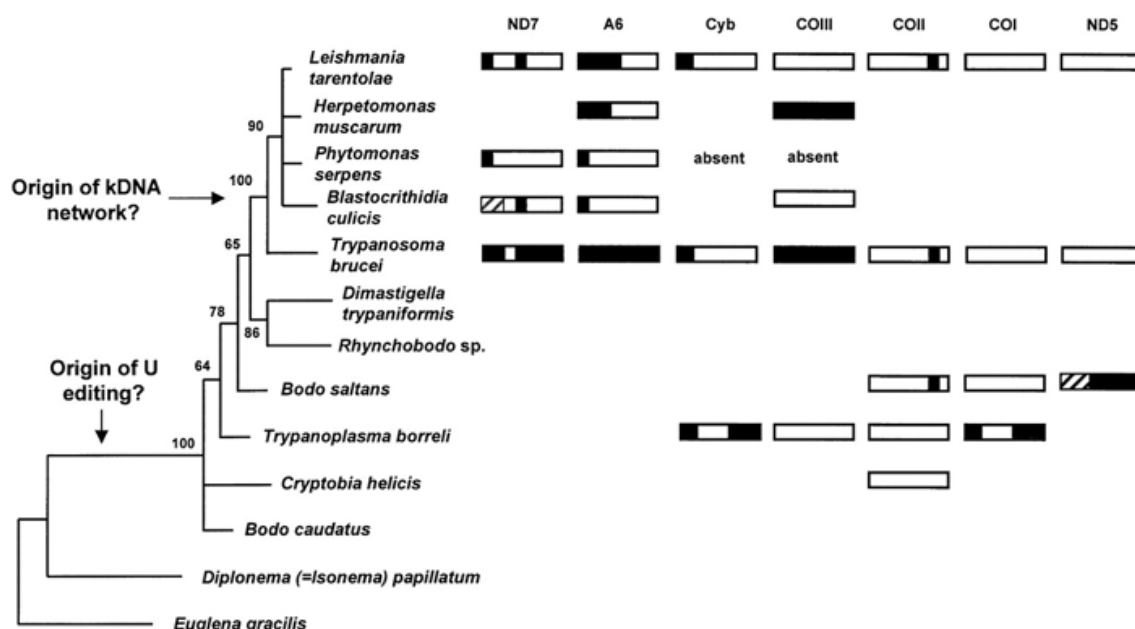 ND7 A6 Cyb COIII COII COI ND5
Leishmania
tarentolae
Herpetomonas
muscarum
90
Phytomonas
serpens
absent absent
100
Origin of kDNA
network?
Blastocrithidia
culicis
65
Trypanosoma
brucei
Dimastigella
trypaniformis
78
86
Rhynchobodo sp.
Origin of U
editing?
64
Bodo saltans
100
Trypanoplasma borreli
Cryptobia helicis
Bodo caudatus
Diplonema (=Isonema) papillatum
Euglena gracilis